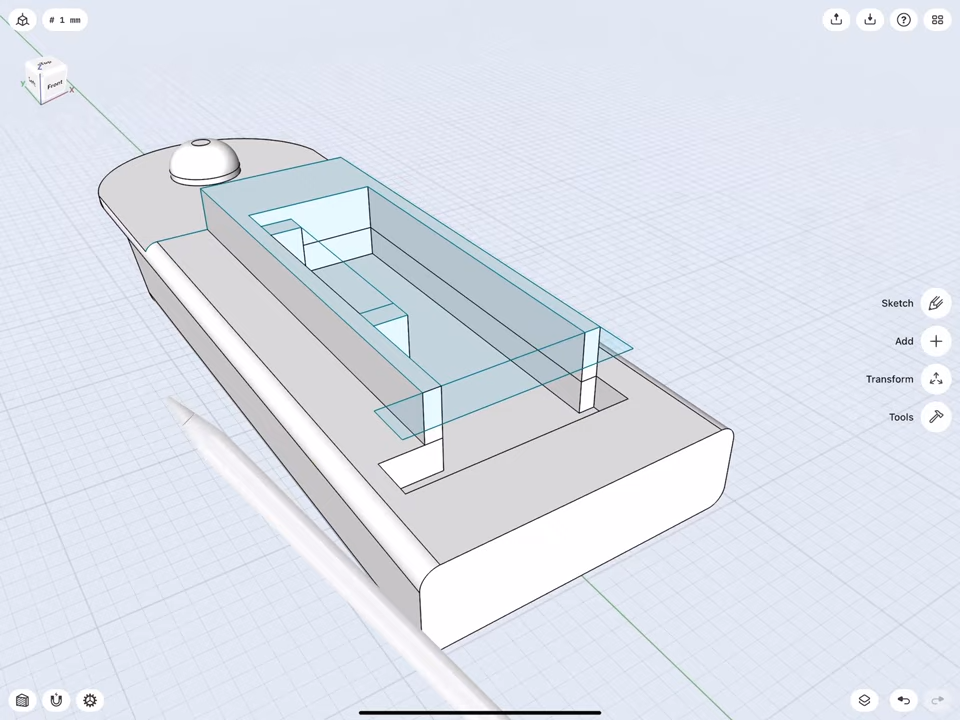 # 1 mm
Z
Y
Front
X
Sketch
Add
Transform
Tools